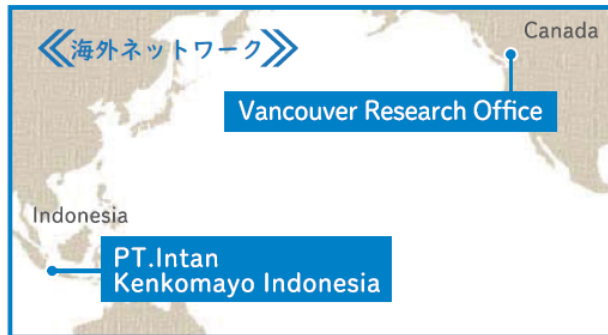 海外ネットワーク
Canada
Vancouver Research Office
Indonesia
PT.Intan
Kenkomayo Indonesia